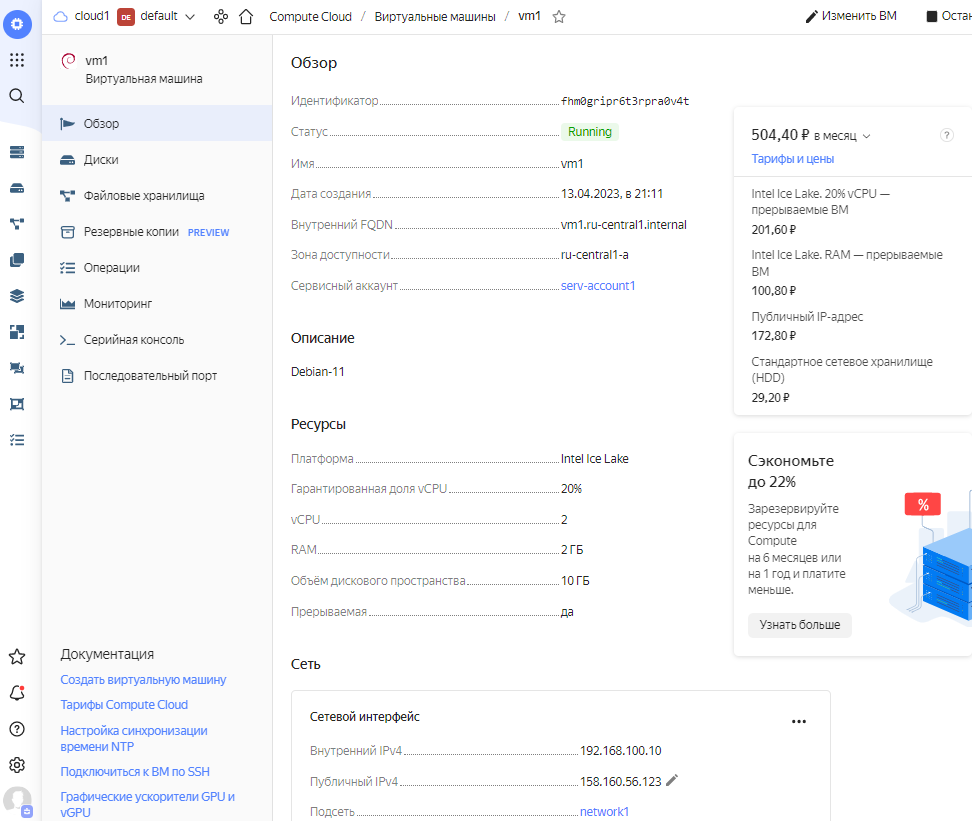 cloud1 DE default Compute Cloud / Виртуальные машины / vm1 Изменить ВМ Остан
vm1
Виртуальная машина
Обзор
Диски
Файловые хранилища
Резервные копии PREVIEW
Операции
Мониторинг
Серийная консоль
Последовательный порт
Документация
Создать виртуальную машину
Тарифы Compute Cloud
Настройка синхронизации
времени NTP
Подключиться к ВМ по SSH
Графические ускорители GPU и
vGPU
Обзор
Идентификатор fhm0gripr6t3rpra0v4t
Статус Running
Имя vm1
Дата создания 13.04.2023, в 21:11
Внутренний FQDN vm1.ru-central1.internal
Зона доступности ru-central1-a
Сервисный аккаунт serv-account1
Описание
Debian-11
Ресурсы
Платформа Intel Ice Lake
Гарантированная доля vCPU 20%
vCPU 2
RAM 2 ГБ
Объём дискового пространства 10 ГБ
Прерываемая да
Сеть
Сетевой интерфейс
Внутренний IPv4 192.168.100.10
Публичный IPv4 158.160.56.123
Подсеть network1
504,40 ₽ в месяц ?
Тарифы и цены
Intel Ice Lake. 20% vCPU —
прерываемые ВМ
201,60 ₽
Intel Ice Lake. RAM — прерываемые
ВМ
100,80 ₽
Публичный IP-адрес
172,80 ₽
Стандартное сетевое хранилище
(HDD)
29,20 ₽
Сэкономьте
до 22%
Зарезервируйте
ресурсы для
Compute
на 6 месяцев или
на 1 год и платите
меньше.
%
Узнать больше